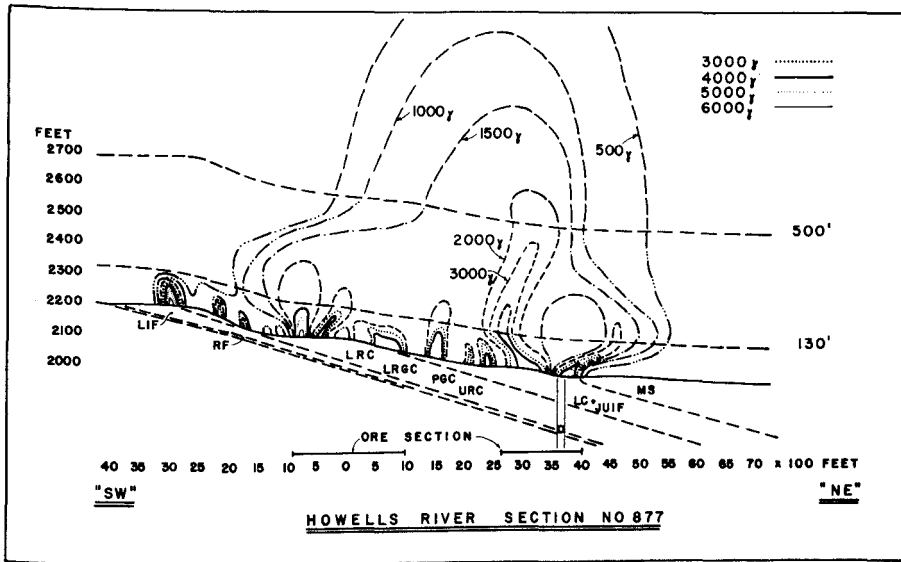 3000γ
4000γ
5000γ
6000γ
1000γ
1500γ
500γ
FEET
2700
2600
2500
2400
2300
2200
2100
2000
500'
2000γ
3000γ
130'
LIF
RF
LRC
LRGC
PGC
URC
LC+JUIF
MS
ORE SECTION
40 35 30 25 20 15 10 5 0 5 10 15 20 25 30 35 40 45 50 55 60 65 70 x 100 FEET
"SW"
"NE"
HOWELLS RIVER SECTION NO 877